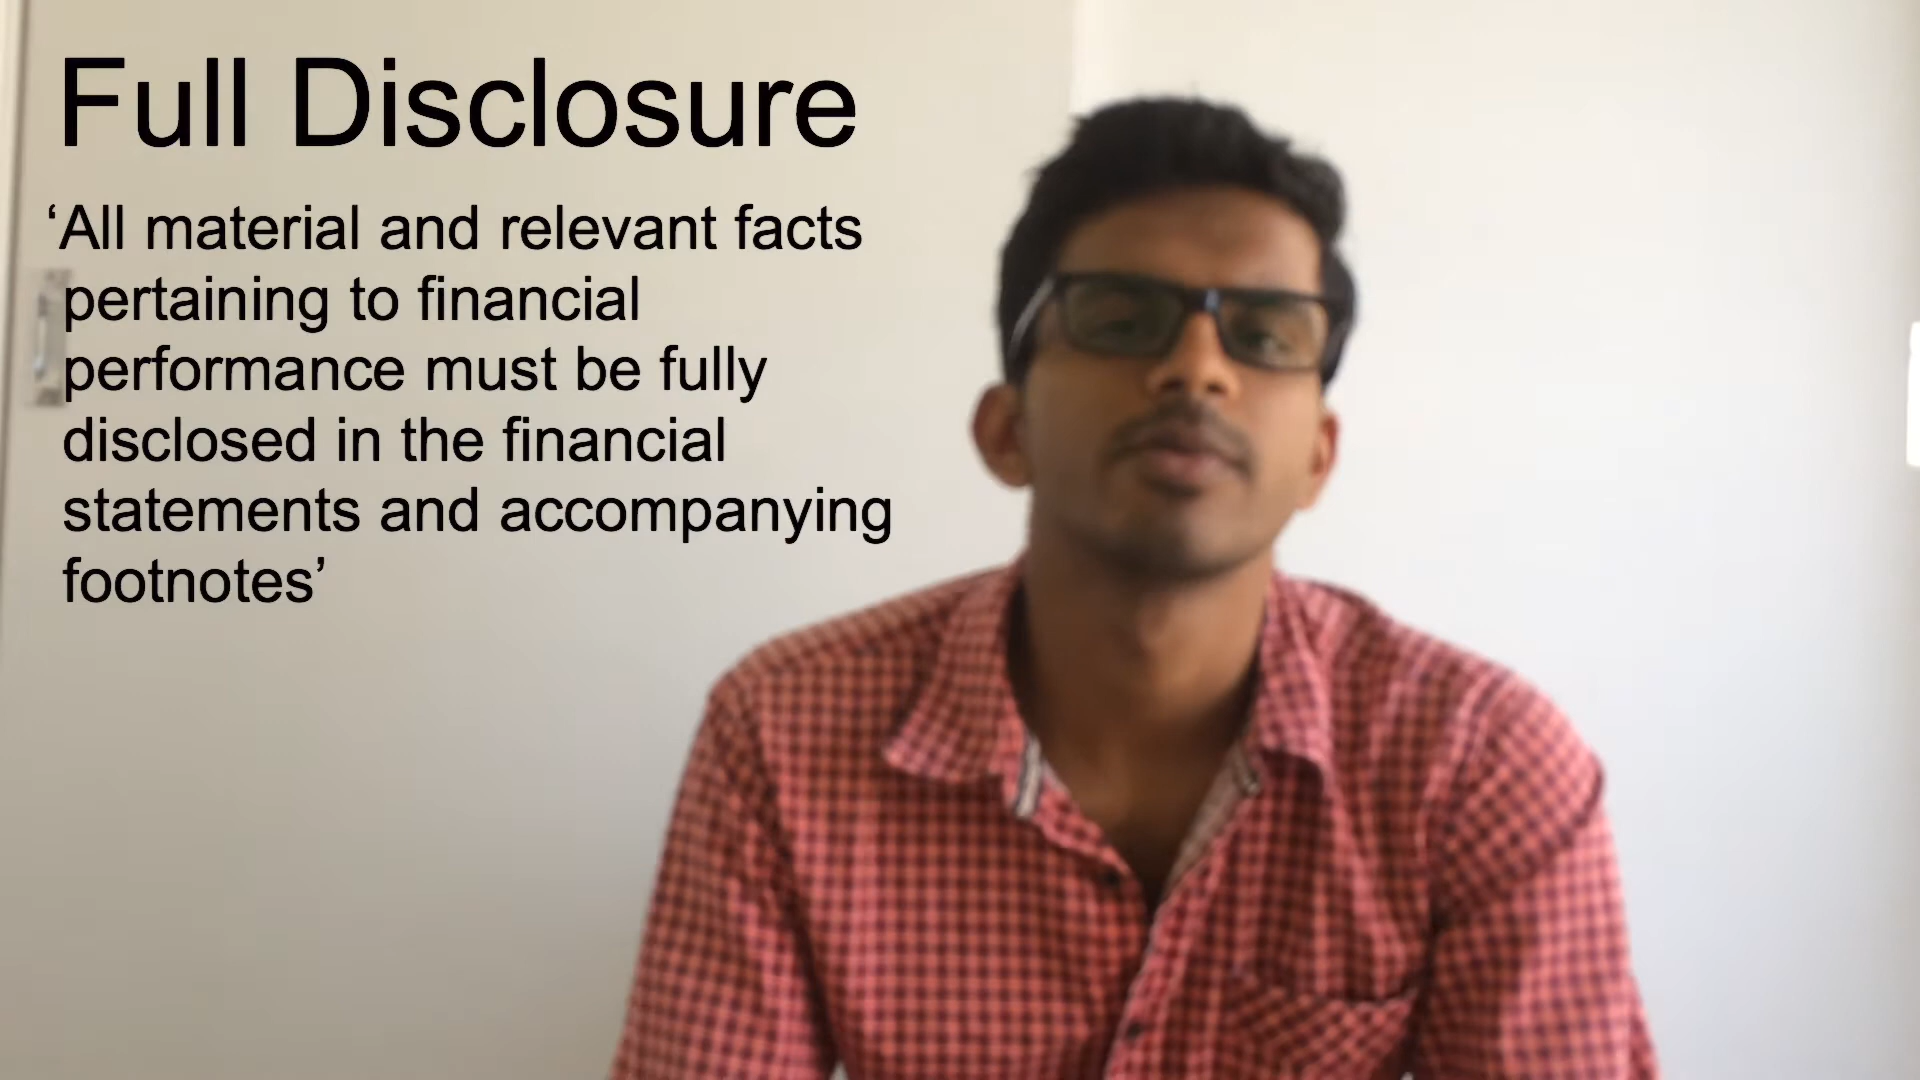 Full Disclosure
‘All material and relevant facts
pertaining to financial
performance must be fully
disclosed in the financial
statements and accompanying
footnotes’